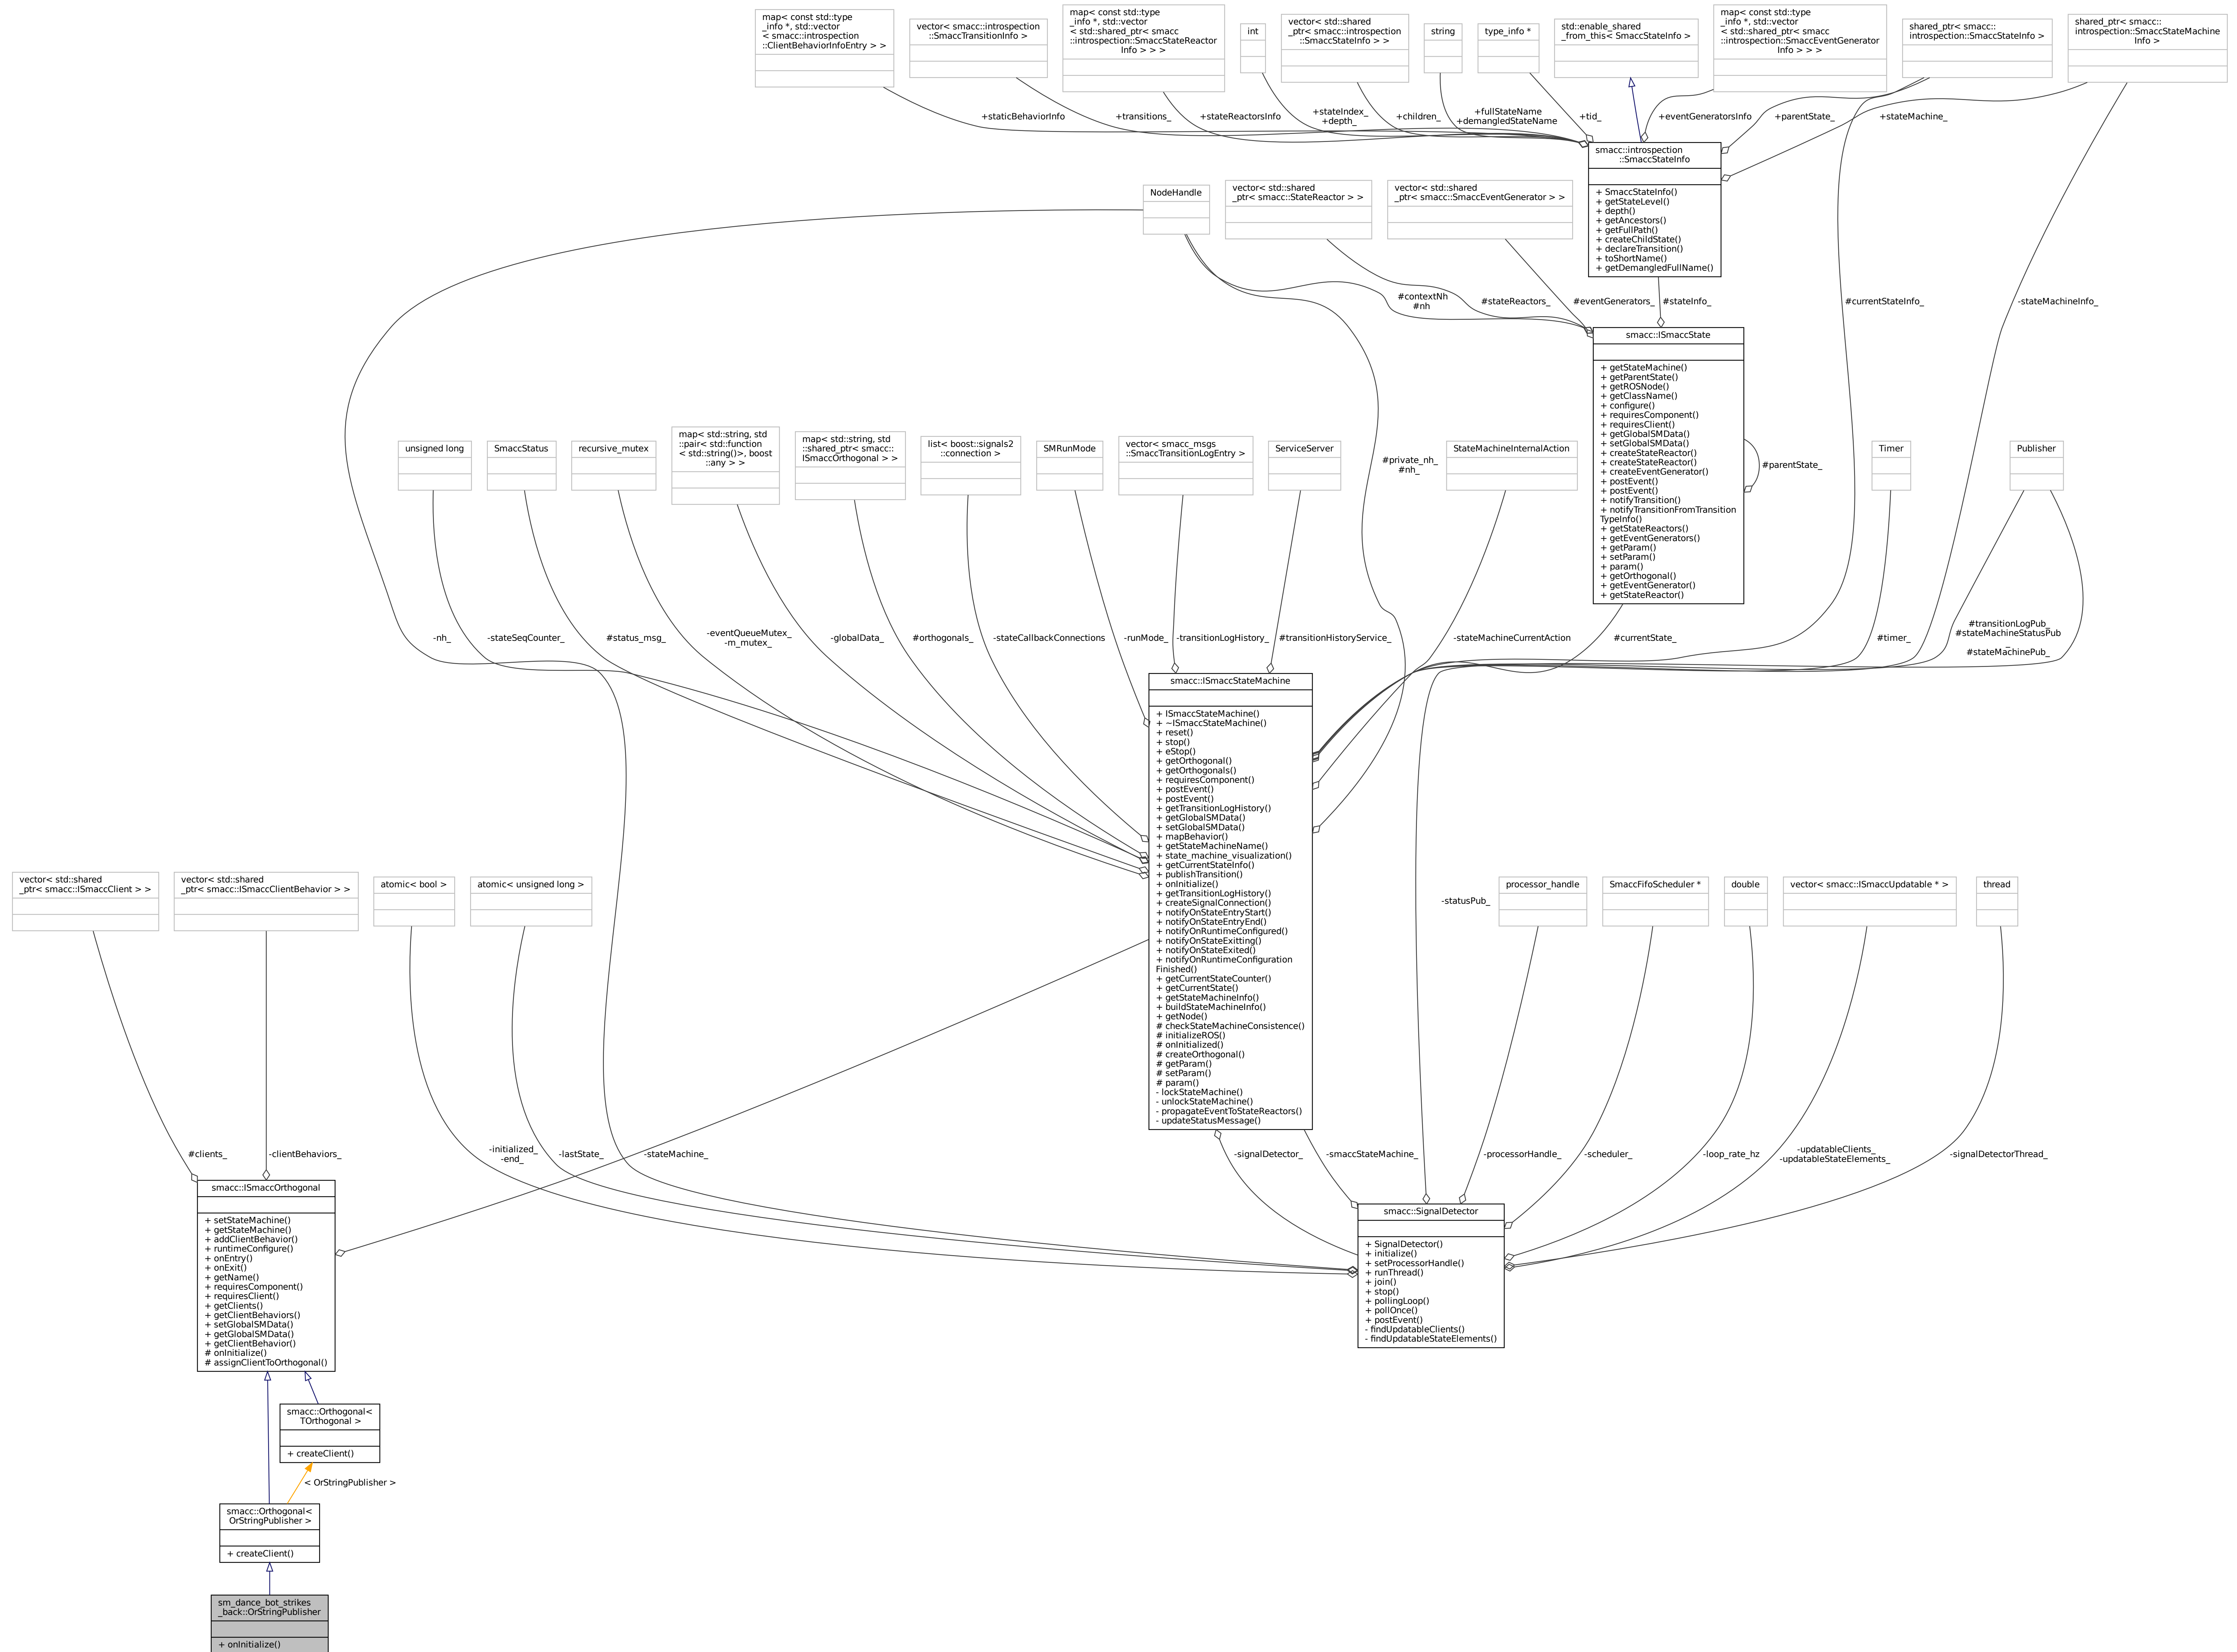 map< const std::type
_info *, std::vector
< smacc::introspection
::ClientBehaviorInfoEntry > >
vector< smacc::introspection
::SmaccTransitionInfo >
map< const std::type
_info *, std::vector
< std::shared_ptr< smacc
::introspection::SmaccStateReactor
Info > > >
int
vector< std::shared
_ptr< smacc::introspection
::SmaccStateInfo > >
string
type_info *
std::enable_shared
_from_this< SmaccStateInfo >
map< const std::type
_info *, std::vector
< std::shared_ptr< smacc
::introspection::SmaccEventGenerator
Info > > >
shared_ptr< smacc::
introspection::SmaccStateInfo >
shared_ptr< smacc::
introspection::SmaccStateMachine
Info >
+staticBehaviorInfo
+transitions_
+stateReactorsInfo
+stateIndex_
+depth_
+children_
+fullStateName
+demangledStateName
+tid_
+eventGeneratorsInfo
+parentState_
+stateMachine_
smacc::introspection
::SmaccStateInfo
+ SmaccStateInfo()
+ getStateLevel()
+ depth()
+ getAncestors()
+ getFullPath()
+ createChildState()
+ declareTransition()
+ toShortName()
+ getDemangledFullName()
NodeHandle
vector< std::shared
_ptr< smacc::StateReactor > >
vector< std::shared
_ptr< smacc::SmaccEventGenerator > >
#contextNh
#nh
#stateReactors_
#eventGenerators_
#stateInfo_
#currentStateInfo_
-stateMachineInfo_
smacc::ISmaccState
+ getStateMachine()
+ getParentState()
+ getROSNode()
+ getClassName()
+ configure()
+ requiresComponent()
+ requiresClient()
+ getGlobalSMData()
+ setGlobalSMData()
+ createStateReactor()
+ createStateReactor()
+ createEventGenerator()
+ postEvent()
+ postEvent()
+ notifyTransition()
+ notifyTransitionFromTransition
TypeInfo()
+ getStateReactors()
+ getEventGenerators()
+ getParam()
+ setParam()
+ param()
+ getOrthogonal()
+ getEventGenerator()
+ getStateReactor()
#parentState_
unsigned long
SmaccStatus
recursive_mutex
map< std::string, std
::pair< std::function
< std::string()>, boost
::any > >
map< std::string, std
::shared_ptr< smacc::
ISmaccOrthogonal > >
list< boost::signals2
::connection >
SMRunMode
vector< smacc_msgs
::SmaccTransitionLogEntry >
ServiceServer
#private_nh_
#nh_
StateMachineInternalAction
Timer
Publisher
-nh_
-stateSeqCounter_
#status_msg_
-eventQueueMutex_
-m_mutex_
-globalData_
#orthogonals_
-stateCallbackConnections
-runMode_
-transitionLogHistory_
#transitionHistoryService_
-stateMachineCurrentAction
#currentState_
#timer_
#transitionLogPub_
#stateMachineStatusPub
_
#stateMachinePub_
smacc::ISmaccStateMachine
+ ISmaccStateMachine()
+ ~ISmaccStateMachine()
+ reset()
+ stop()
+ eStop()
+ getOrthogonal()
+ getOrthogonals()
+ requiresComponent()
+ postEvent()
+ postEvent()
+ getTransitionLogHistory()
+ getGlobalSMData()
+ setGlobalSMData()
+ mapBehavior()
+ getStateMachineName()
+ state_machine_visualization()
+ getCurrentStateInfo()
+ publishTransition()
+ onInitialize()
+ getTransitionLogHistory()
+ createSignalConnection()
+ notifyOnStateEntryStart()
+ notifyOnStateEntryEnd()
+ notifyOnRuntimeConfigured()
+ notifyOnStateExitting()
+ notifyOnStateExited()
+ notifyOnRuntimeConfiguration
Finished()
+ getCurrentStateCounter()
+ getCurrentState()
+ getStateMachineInfo()
+ buildStateMachineInfo()
+ getNode()
# checkStateMachineConsistence()
# initializeROS()
# onInitialized()
# createOrthogonal()
# getParam()
# setParam()
# param()
- lockStateMachine()
- unlockStateMachine()
- propagateEventToStateReactors()
- updateStatusMessage()
vector< std::shared
_ptr< smacc::ISmaccClient > >
vector< std::shared
_ptr< smacc::ISmaccClientBehavior > >
atomic< bool >
atomic< unsigned long >
-statusPub_
processor_handle
SmaccFifoScheduler *
double
vector< smacc::ISmaccUpdatable * >
thread
#clients_
-clientBehaviors_
-initialized_
-end_
-lastState_
-stateMachine_
-signalDetector_
-smaccStateMachine_
-processorHandle_
-scheduler_
-loop_rate_hz
-updatableClients_
-updatableStateElements_
-signalDetectorThread_
smacc::ISmaccOrthogonal
+ setStateMachine()
+ getStateMachine()
+ addClientBehavior()
+ runtimeConfigure()
+ onEntry()
+ onExit()
+ getName()
+ requiresComponent()
+ requiresClient()
+ getClients()
+ getClientBehaviors()
+ setGlobalSMData()
+ getGlobalSMData()
+ getClientBehavior()
# onInitialize()
# assignClientToOrthogonal()
smacc::SignalDetector
+ SignalDetector()
+ initialize()
+ setProcessorHandle()
+ runThread()
+ join()
+ stop()
+ pollingLoop()
+ pollOnce()
+ postEvent()
- findUpdatableClients()
- findUpdatableStateElements()
smacc::Orthogonal<
TOrthogonal >
+ createClient()
< OrStringPublisher >
smacc::Orthogonal<
OrStringPublisher >
+ createClient()
sm_dance_bot_strikes
_back::OrStringPublisher
+ onInitialize()